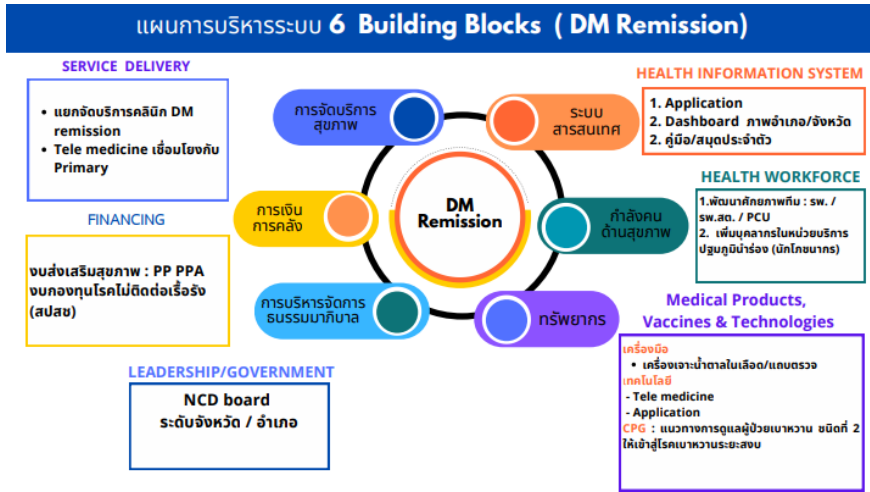 แผนการบริหารระบบ 6 Building Blocks ( DM Remission)
SERVICE DELIVERY
• แยกจัดบริการคลินิก DM
remission
• Tele medicine เชื่อมโยงกับ
Primary
FINANCING
งบส่งเสริมสุขภาพ : PP PPA
งบกองทุนโรคไม่ติดต่อเรื้อรัง
(สปสช)
LEADERSHIP/GOVERNMENT
NCD board
ระดับจังหวัด / อำเภอ
การจัดบริการ
สุขภาพ
ระบบ
สารสนเทศ
การเงิน
การคลัง
DM
Remission
กำลังคน
ด้านสุขภาพ
การบริหารจัดการ
ธรรมมาภิบาล
ทรัพยากร
HEALTH INFORMATION SYSTEM
1. Application
2. Dashboard ภาพอำเภอ/จังหวัด
2. คู่มือ/สมุดประจำตัว
HEALTH WORKFORCE
1.พัฒนาศักยภาพทีม : รพ. /
รพ.สต. / PCU
2. เพิ่มบุคลากรในหน่วยบริการ
ปฐมภูมินำร่อง (นักโภชนากร)
Medical Products,
Vaccines & Technologies
เครื่องมือ
• เครื่องเจาะน้ำตาลในเลือด/แถบตรวจ
เทคโนโลยี
- Tele medicine
- Application
CPG : แนวทางการดูแลผู้ป่วยเบาหวาน ชนิดที่ 2
ให้เข้าสู่โรคเบาหวานระยะสงบ